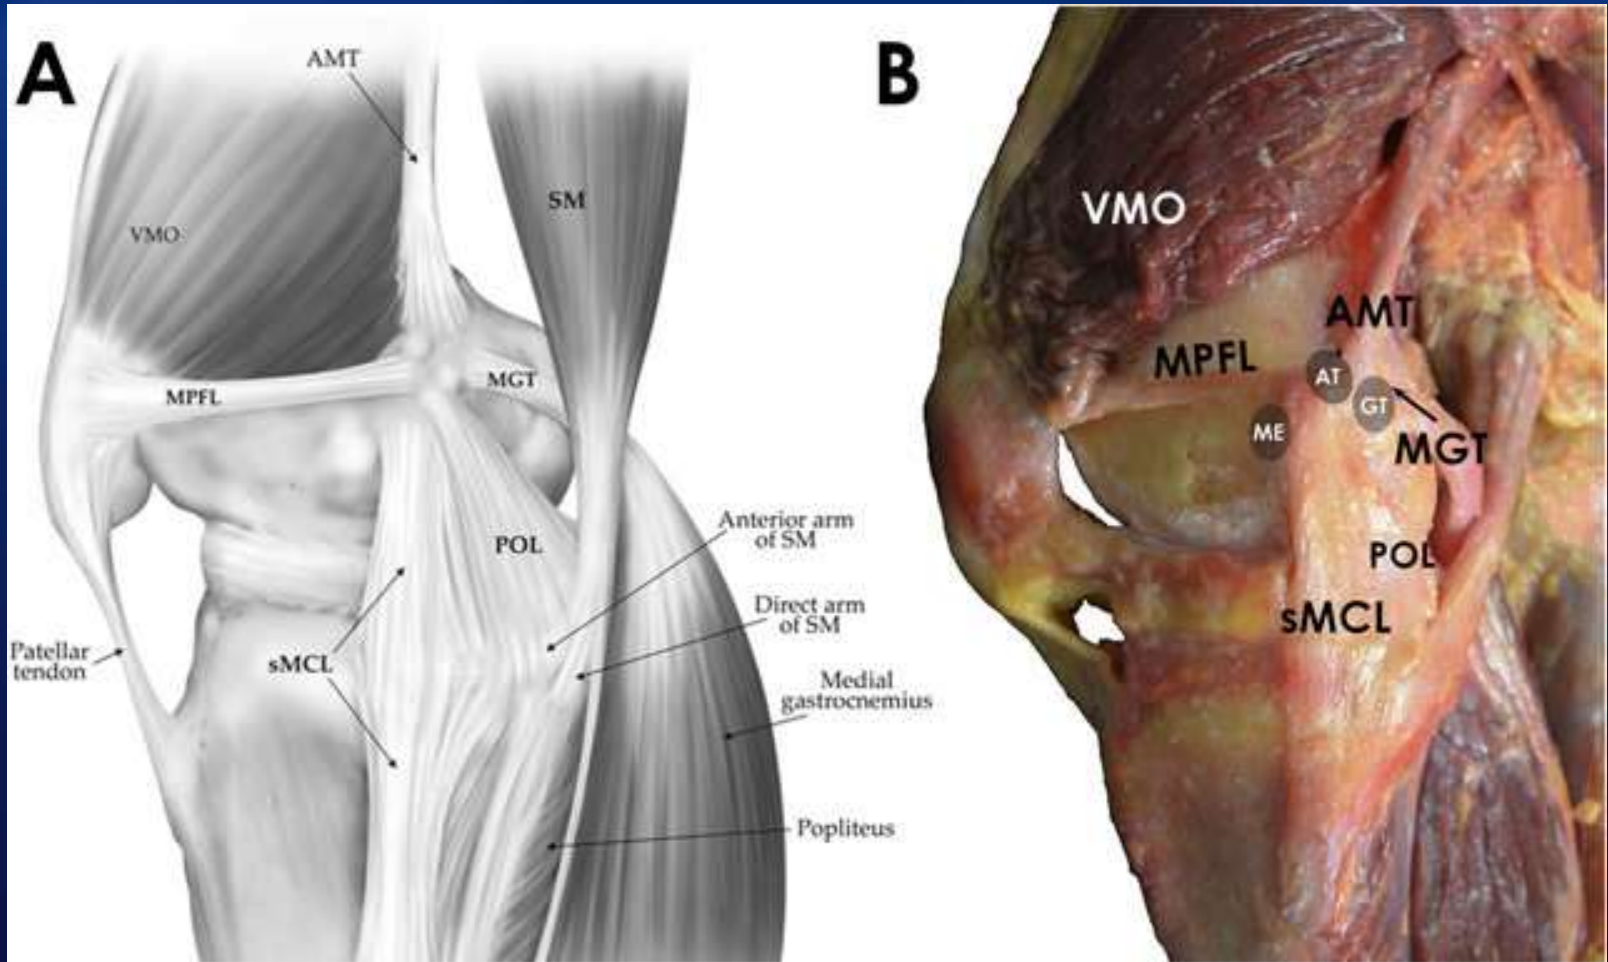 A
AMT
SM
VMO
MPFL
MGT
POL
Anterior arm
of SM
Direct arm
of SM
Patellar
tendon
sMCL
Medial
gastrocnemius
Popliteus
B
VMO
AMT
MPFL
AT
GT
ME
MGT
POL
sMCL